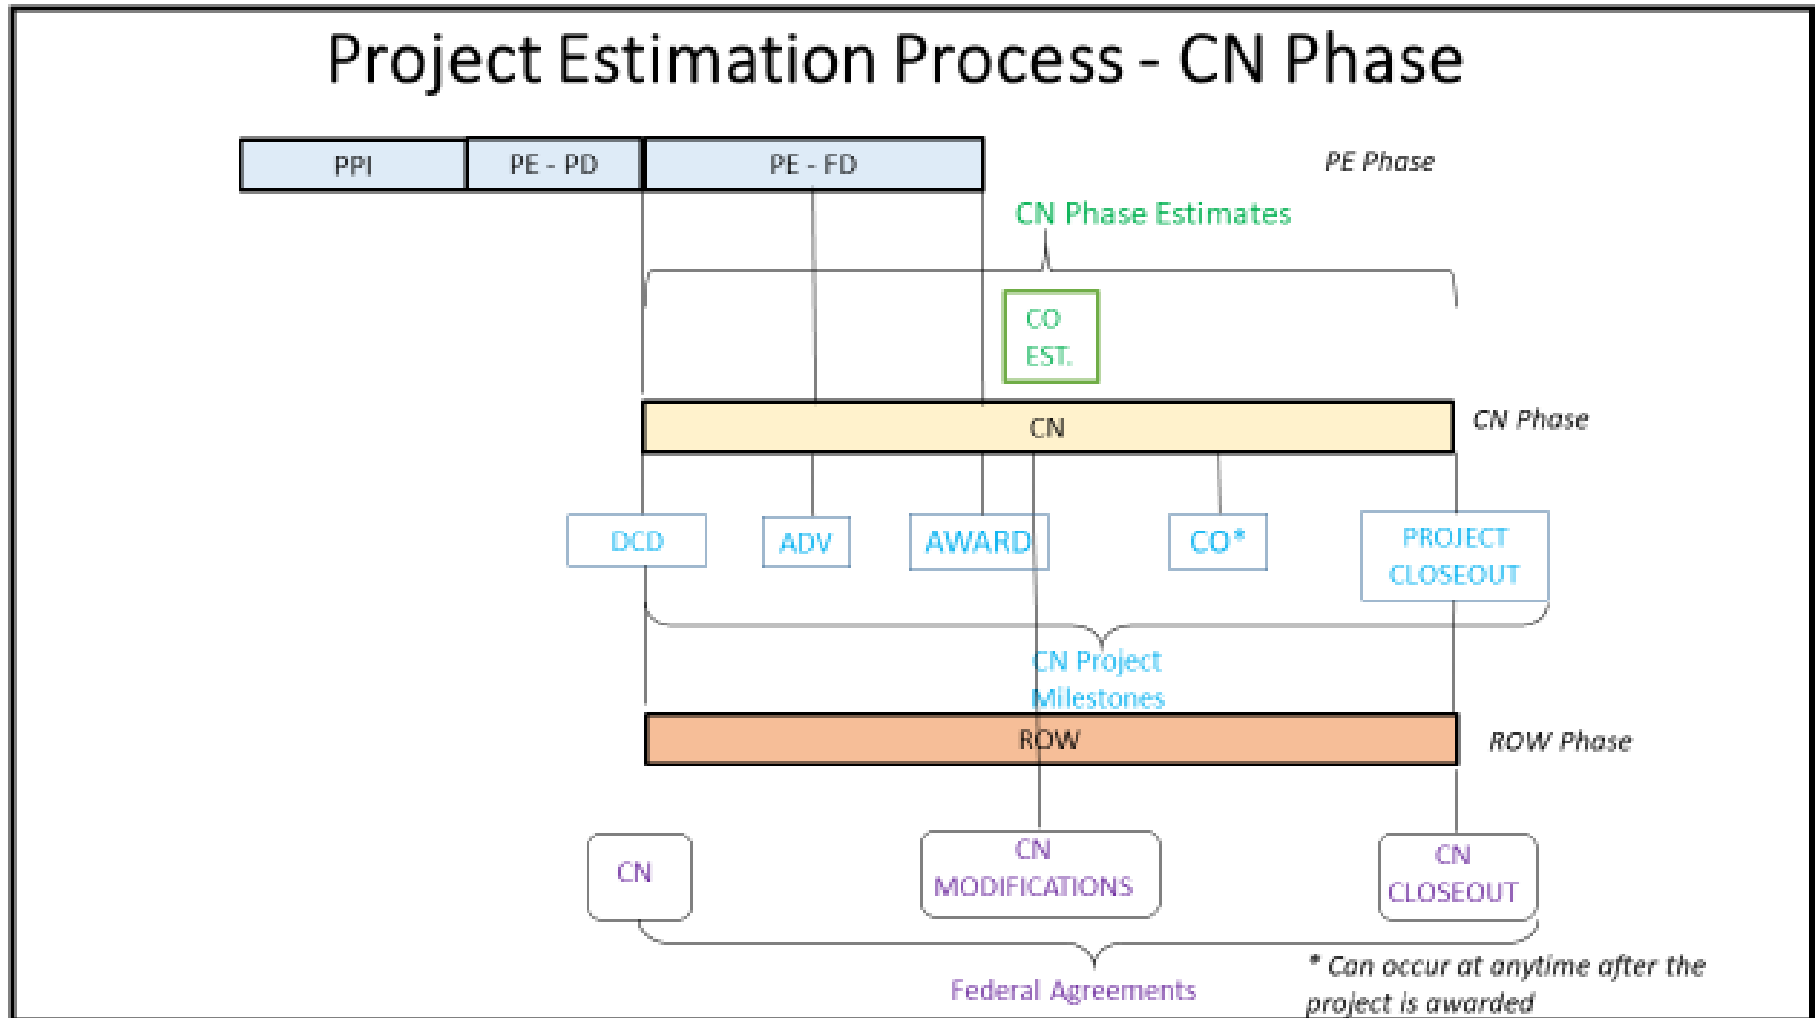 Project Estimation Process - CN Phase
PPI
PE - PD
PE - FD
PE Phase
CN Phase Estimates
CO
EST.
CN
CN Phase
DCD
ADV
AWARD
CO*
PROJECT
CLOSEOUT
CN Project
Milestones
ROW
ROW Phase
CN
CN
MODIFICATIONS
CN
CLOSEOUT
Federal Agreements
* Can occur at anytime after the
project is awarded